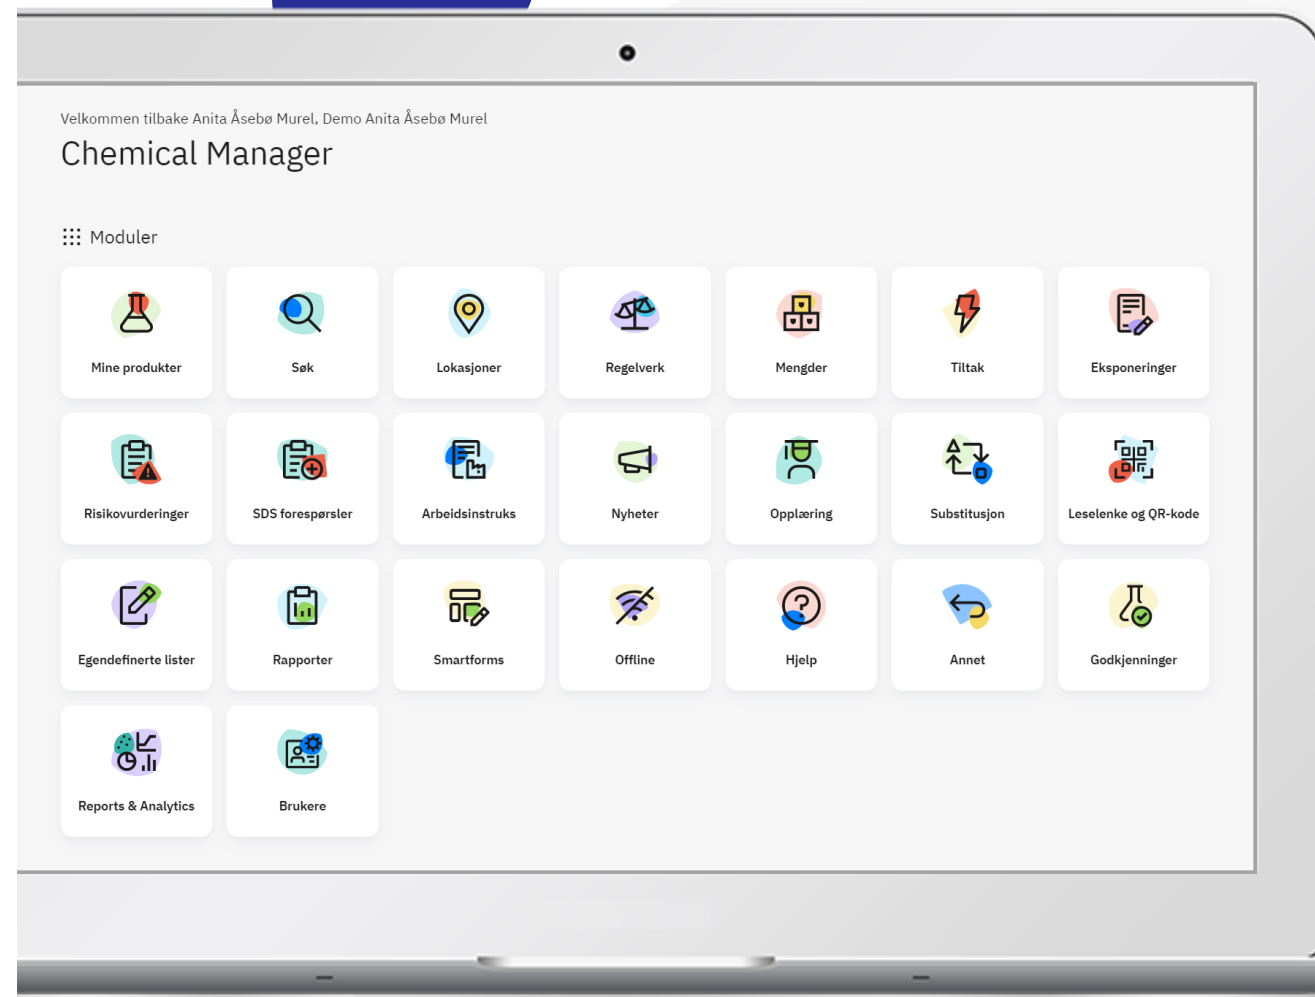 Velkommen tilbake Anita Åsebø Murel, Demo Anita Åsebø Murel
Chemical Manager
Moduler
Mine produkter
Søk
Lokasjoner
Regelverk
Mengder
Tiltak
Eksponeringer
Risikovurderinger
SDS forespørsler
Arbeidsinstruks
Nyheter
Opplæring
Substitusjon
Leselenke og QR-kode
Egendefinerte lister
Rapporter
Smartforms
Offline
Hjelp
Annet
Godkjenninger
Reports & Analytics
Brukere